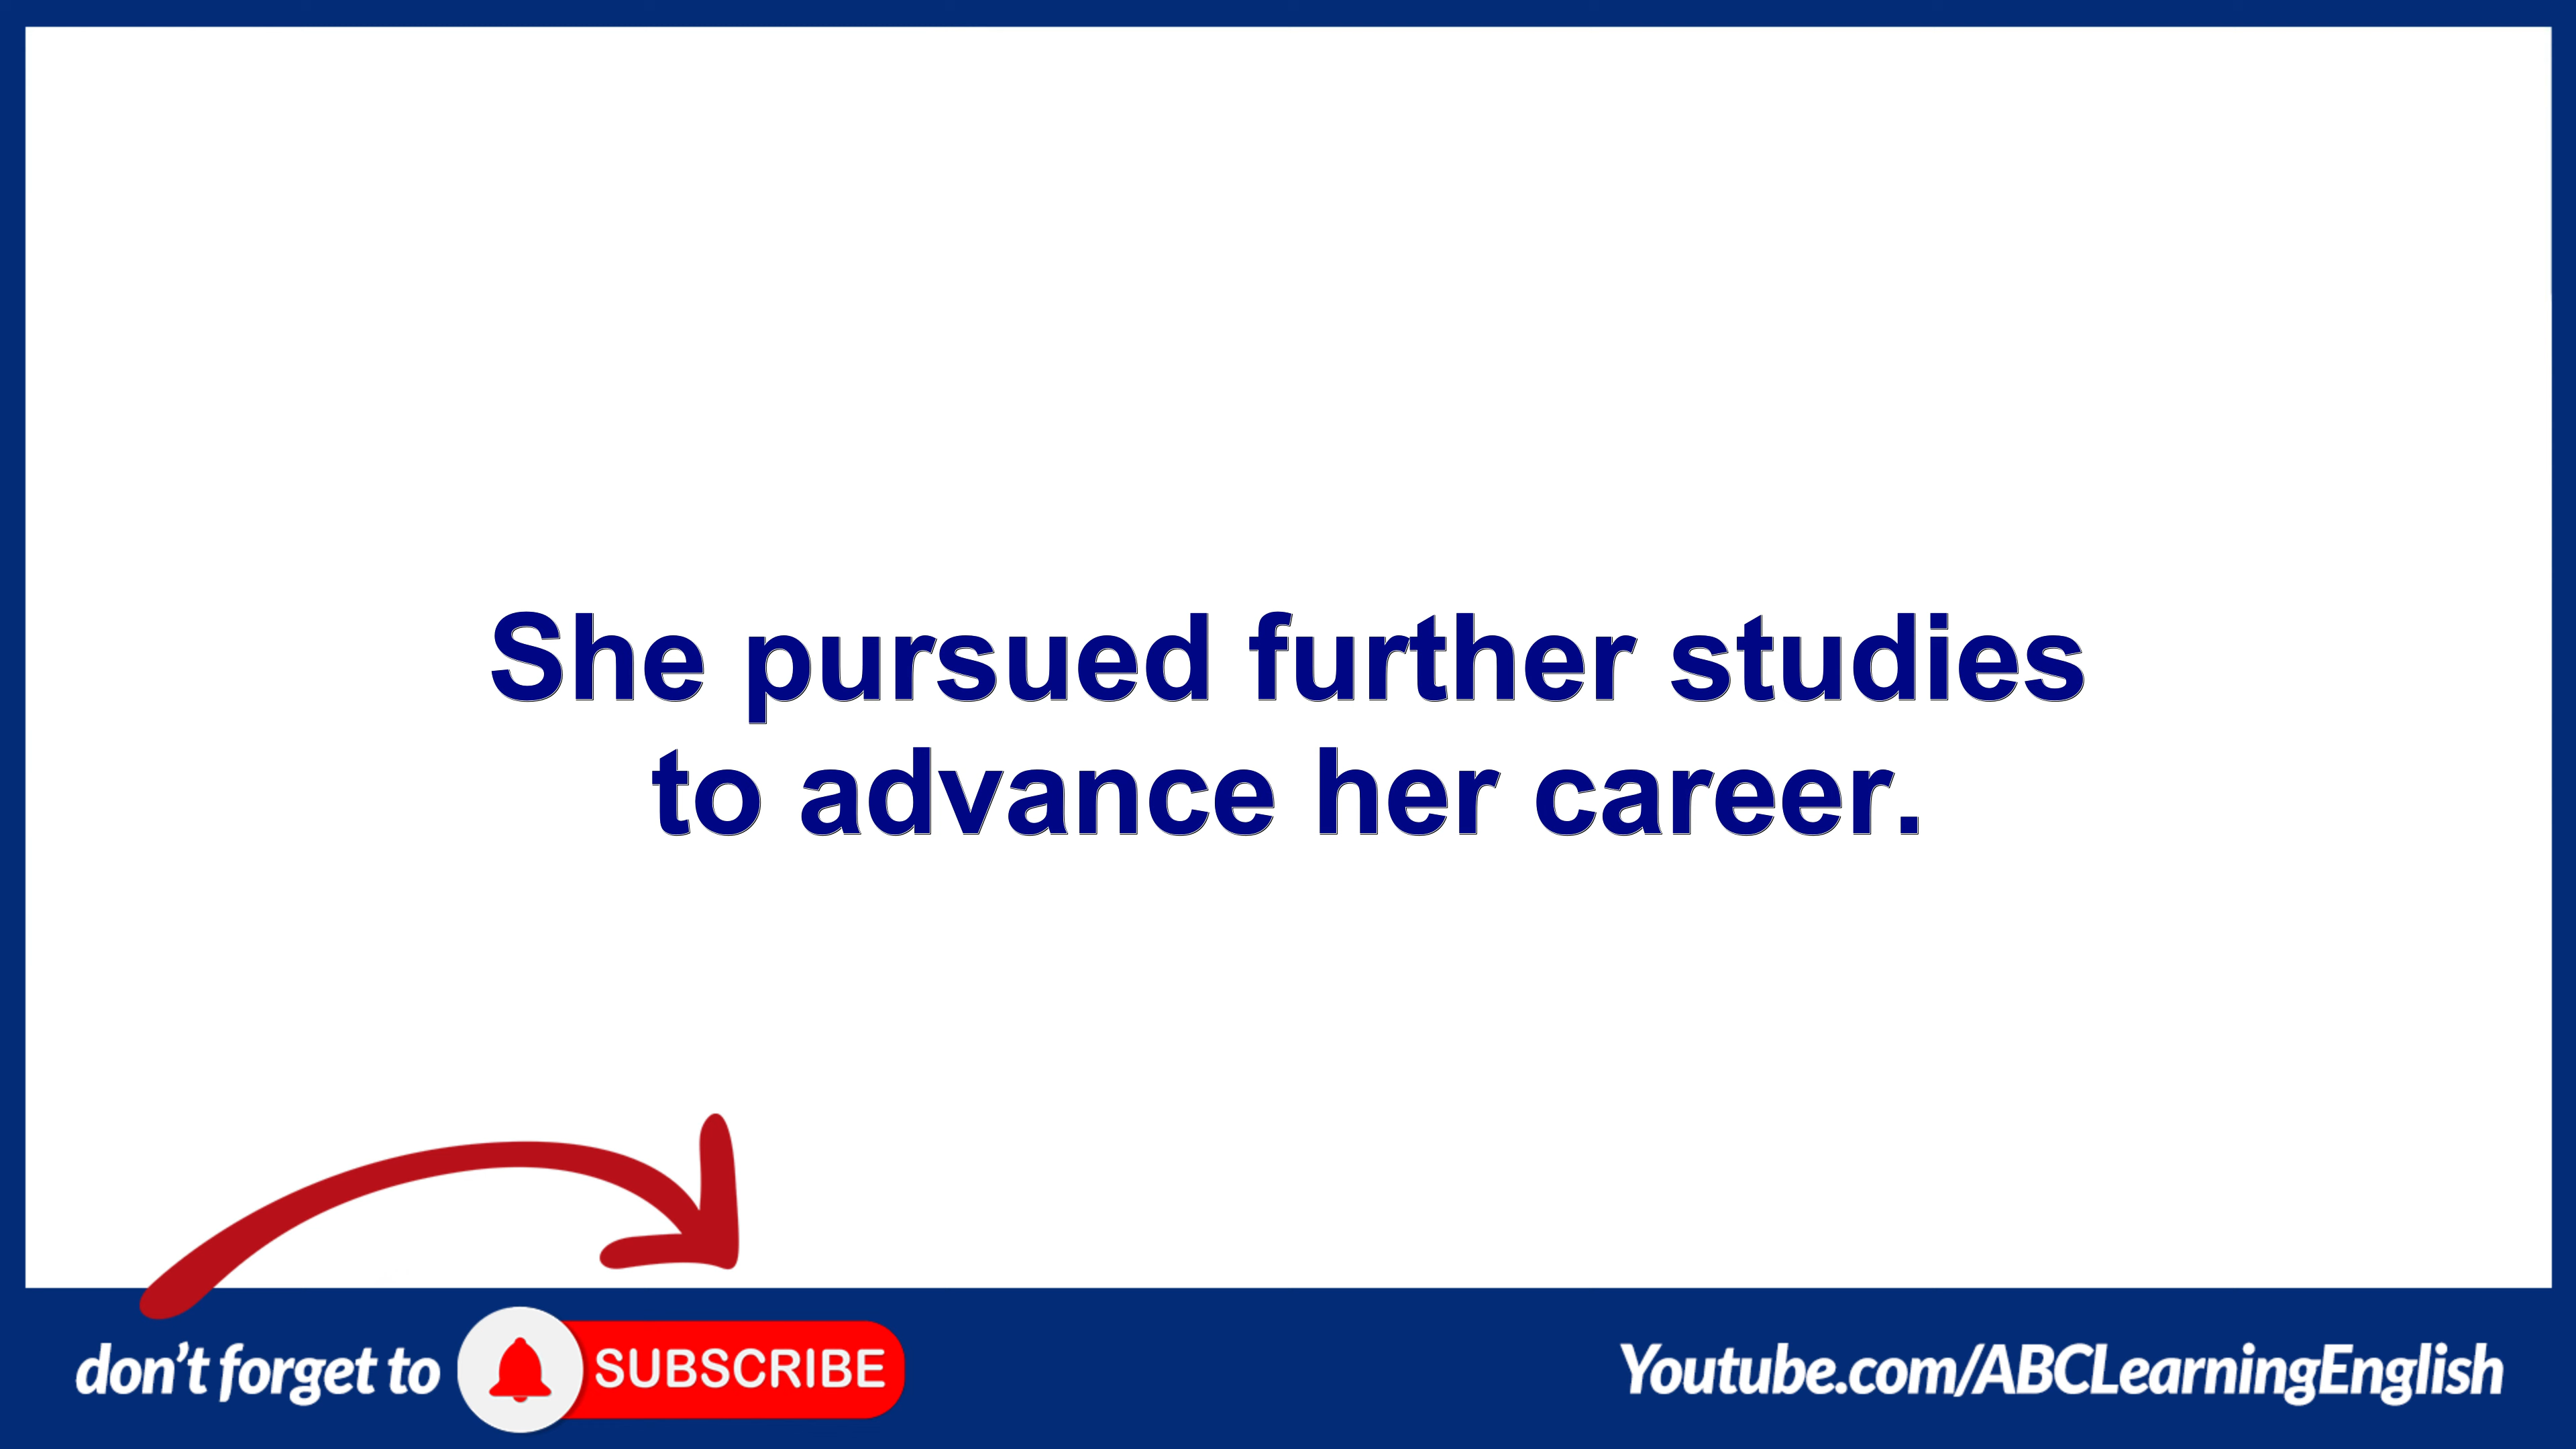 She pursued further studies
to advance her career.
don't forget to SUBSCRIBE
Youtube.com/ABCLearningEnglish